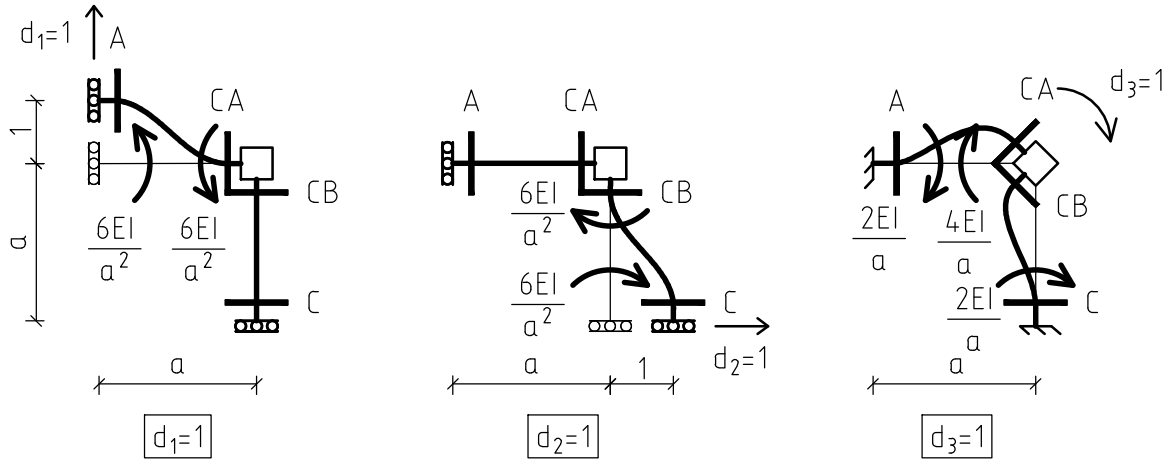 d₁=1
A
CA
CB
C
1
a
6EI
a²
6EI
a²
a
d₁=1
A
CA
CB
6EI
a²
6EI
a²
C
d₂=1
a
1
d₂=1
A
CA
d₃=1
CB
2EI
a
4EI
a
2EI
a
C
a
d₃=1